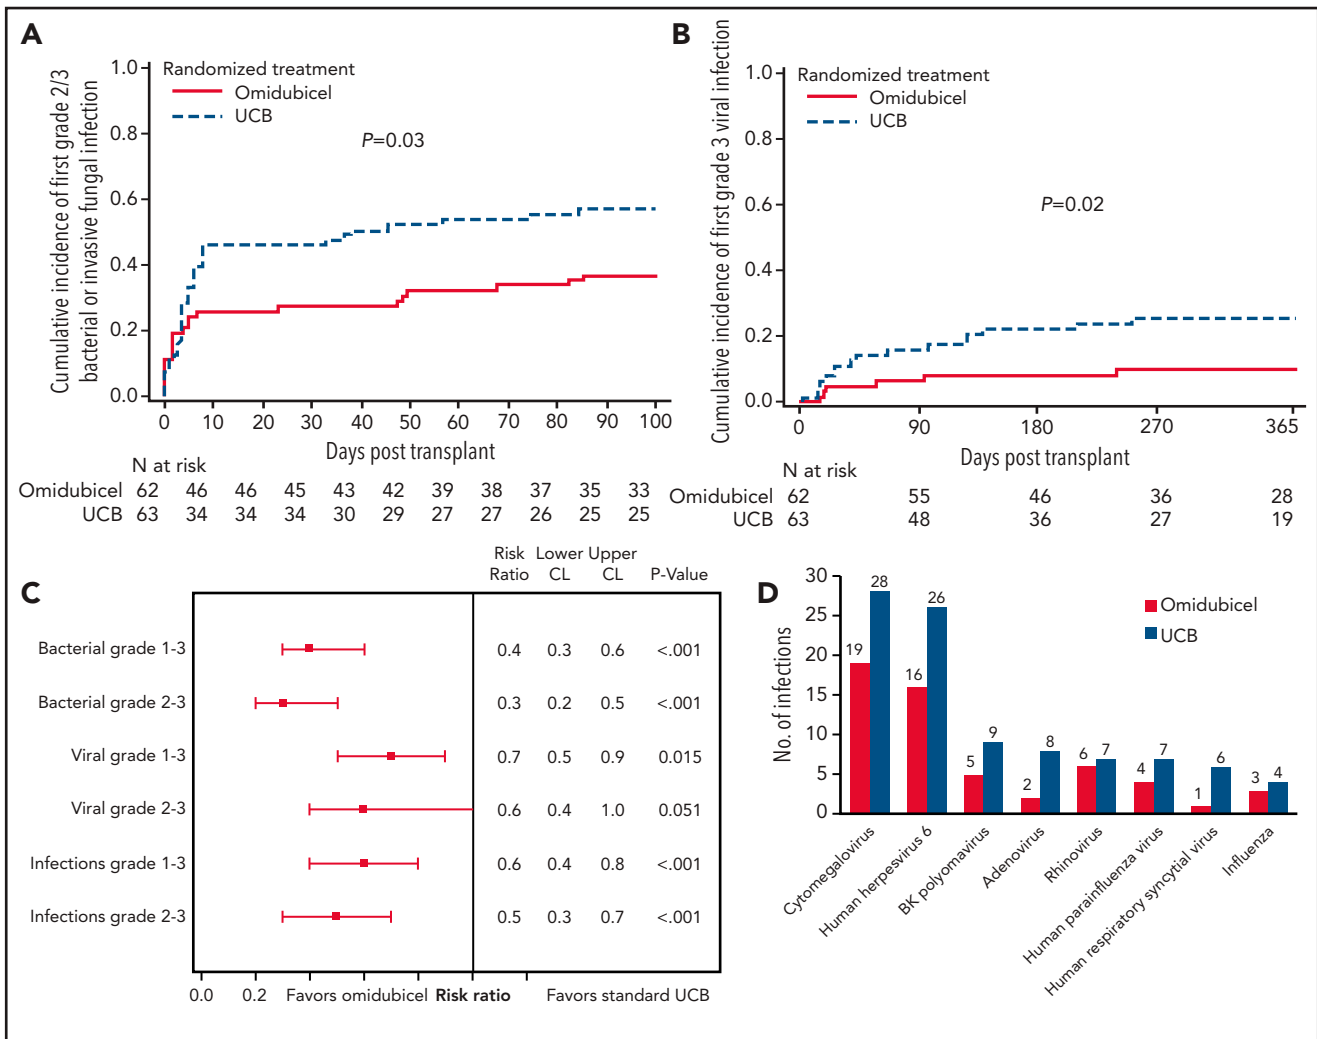 A
Cumulative incidence of first grade 2/3
bacterial or invasive fungal infection
1.0
0.8
0.6
0.4
0.2
0.0
Randomized treatment
Omidubicel
UCB
P=0.03
0 10 20 30 40 50 60 70 80 90 100
Days post transplant
N at risk
Omidubicel 62 46 46 45 43 42 39 38 37 35 33
UCB 63 34 34 34 30 29 27 27 26 25 25
B
Cumulative incidence of first grade 3 viral infection
1.0
0.8
0.6
0.4
0.2
0.0
Randomized treatment
Omidubicel
UCB
P=0.02
0 90 180 270 365
Days post transplant
N at risk
Omidubicel 62 55 46 36 28
UCB 63 48 36 27 19
C
Risk Lower Upper
Ratio CL CL P-Value
Bacterial grade 1-3 0.4 0.3 0.6 <.001
Bacterial grade 2-3 0.3 0.2 0.5 <.001
Viral grade 1-3 0.7 0.5 0.9 0.015
Viral grade 2-3 0.6 0.4 1.0 0.051
Infections grade 1-3 0.6 0.4 0.8 <.001
Infections grade 2-3 0.5 0.3 0.7 <.001
0.0 0.2 Favors omidubicel Risk ratio Favors standard UCB
D
No. of infections
30
25
20
15
10
5
0
Omidubicel
UCB
19 28
16 26
5 9
2 8
6 7
4 7
1 6
3 4
Cytomegalovirus
Human herpesvirus 6
BK polyomavirus
Adenovirus
Rhinovirus
Human parainfluenza virus
Human respiratory syncytial virus
Influenza